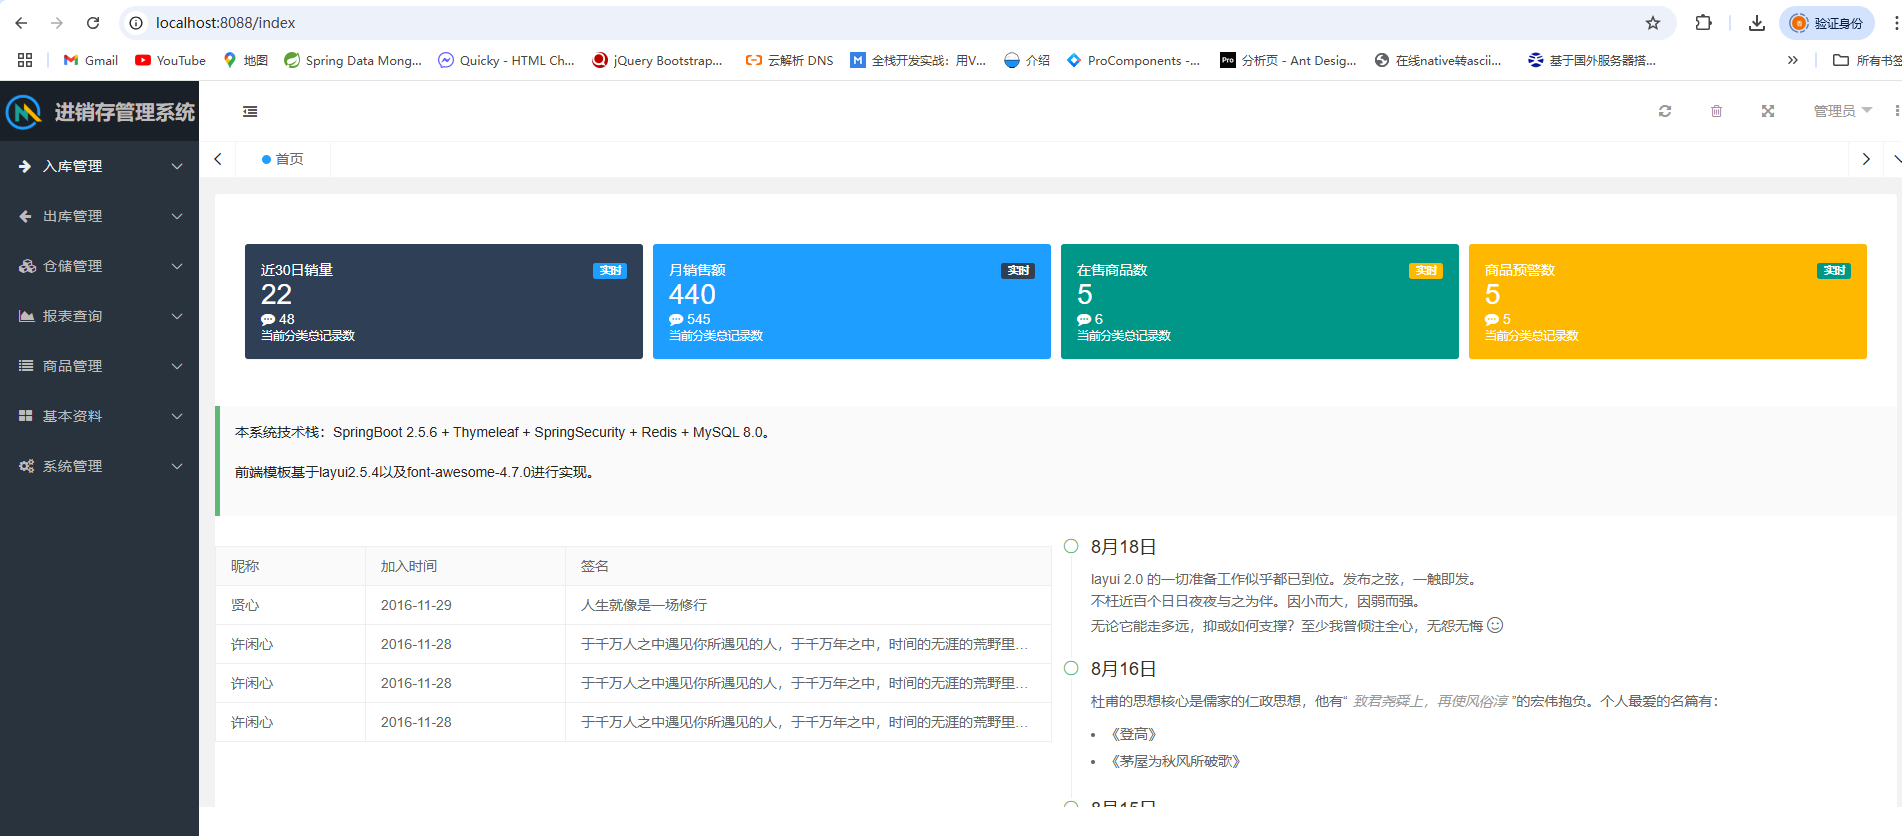 localhost:8088/index
验证身份
Gmail
YouTube
地图
Spring Data Mong...
Quicky - HTML Ch...
jQuery Bootstrap...
云解析 DNS
全栈开发实战：用V...
介绍
ProComponents -...
Pro
分析页 - Ant Desig...
在线native转ascii...
基于国外服务器搭...
»
所有书签
进销存管理系统
管理员
入库管理
出库管理
仓储管理
报表查询
商品管理
基本资料
系统管理
首页
近30日销量
实时
22
48
当前分类总记录数
月销售额
实时
440
545
当前分类总记录数
在售商品数
实时
5
6
当前分类总记录数
商品预警数
实时
5
5
当前分类总记录数
本系统技术栈：SpringBoot 2.5.6 + Thymeleaf + SpringSecurity + Redis + MySQL 8.0。
前端模板基于layui2.5.4以及font-awesome-4.7.0进行实现。
昵称 加入时间 签名
贤心 2016-11-29 人生就像是一场修行
许闲心 2016-11-28 于千万人之中遇见你所遇见的人，于千万年之中，时间的无涯的荒野里…
许闲心 2016-11-28 于千万人之中遇见你所遇见的人，于千万年之中，时间的无涯的荒野里…
许闲心 2016-11-28 于千万人之中遇见你所遇见的人，于千万年之中，时间的无涯的荒野里…
8月18日
layui 2.0 的一切准备工作似乎都已到位。发布之弦，一触即发。
不枉近百个日日夜夜与之为伴。因小而大，因弱而强。
无论它能走多远，抑或如何支撑？至少我曾倾注全心，无怨无悔
8月16日
杜甫的思想核心是儒家的仁政思想，他有“ 致君尧舜上，再使风俗淳 ”的宏伟抱负。个人最爱的名篇有：
• 《登高》
• 《茅屋为秋风所破歌》
8月15日